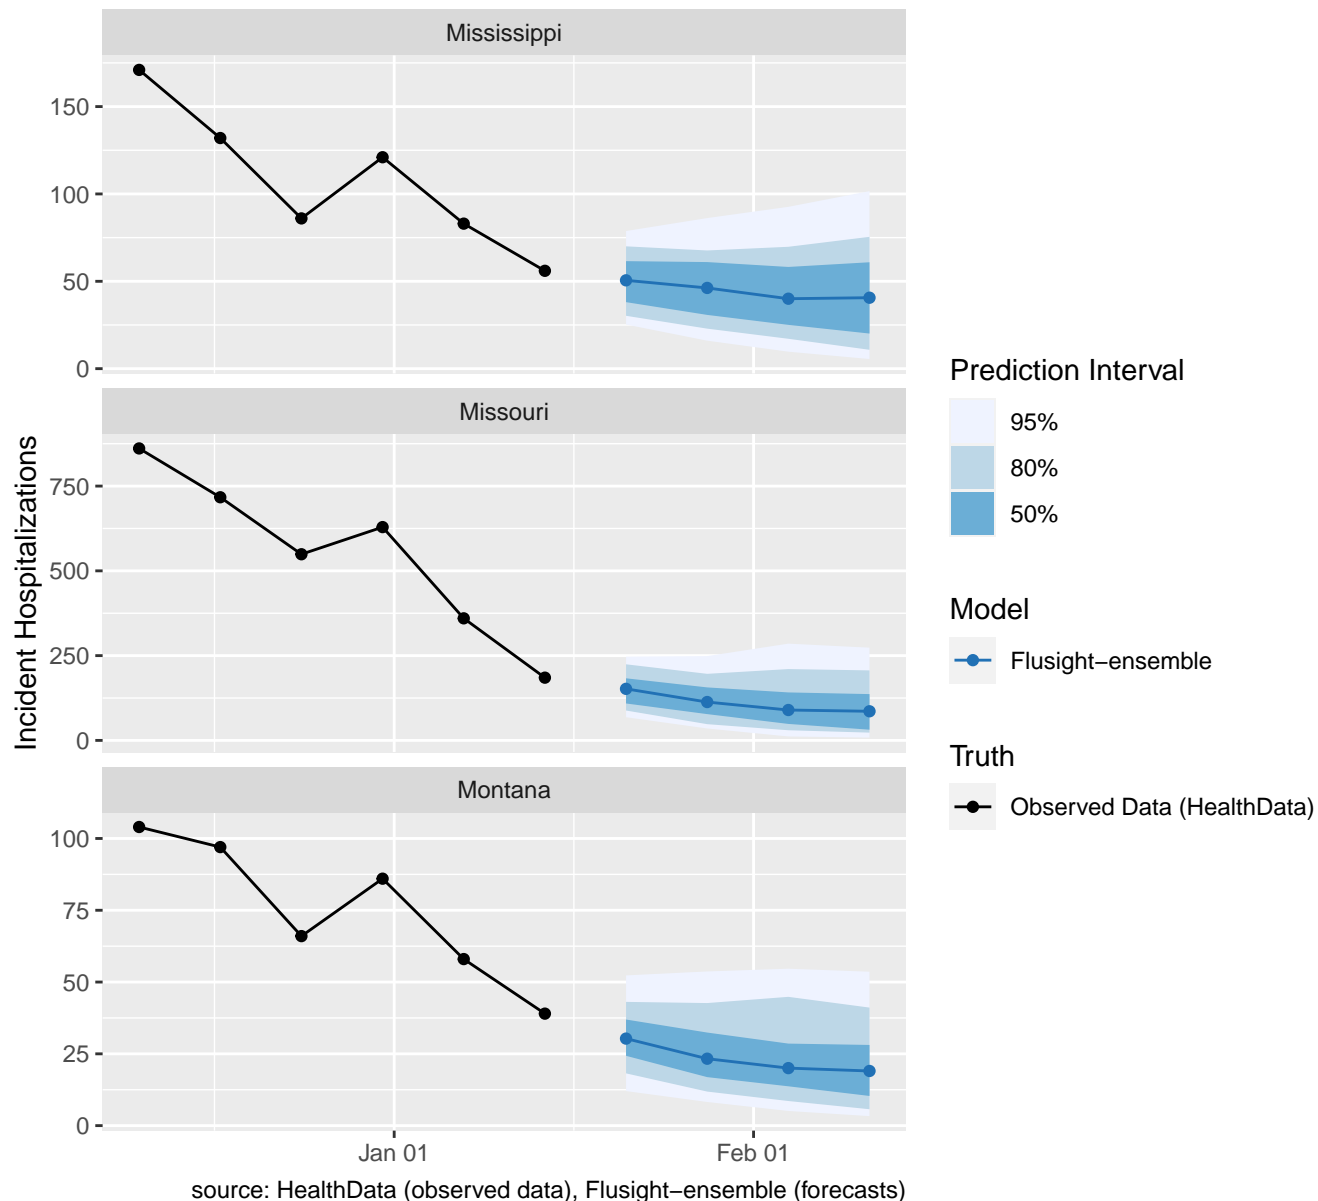 Mississippi
150
100
50
0
Missouri
750
500
250
0
Montana
100
75
50
25
0
Incident Hospitalizations
Jan 01
Feb 01
source: HealthData (observed data), Flusight−ensemble (forecasts)
Prediction Interval
95%
80%
50%
Model
Flusight−ensemble
Truth
Observed Data (HealthData)